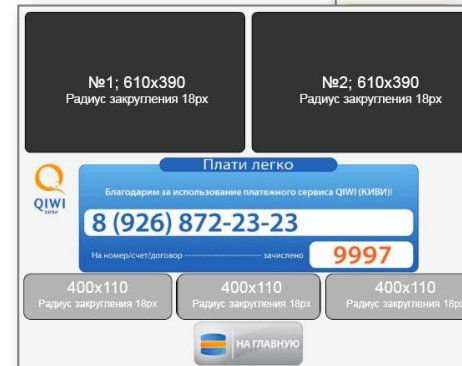 №1; 610x390
Радиус закругления 18px
№2; 610x390
Радиус закругления 18px
Плати легко
Благодарим за использование платежного сервиса QIWI (КИВИ)!
QIWI
КИВИ
8 (926) 872-23-23
На номер/счет/договор зачислено 9997
400x110
Радиус закругления 18px
400x110
Радиус закругления 18px
400x110
Радиус закругления 18px
НА ГЛАВНУЮ